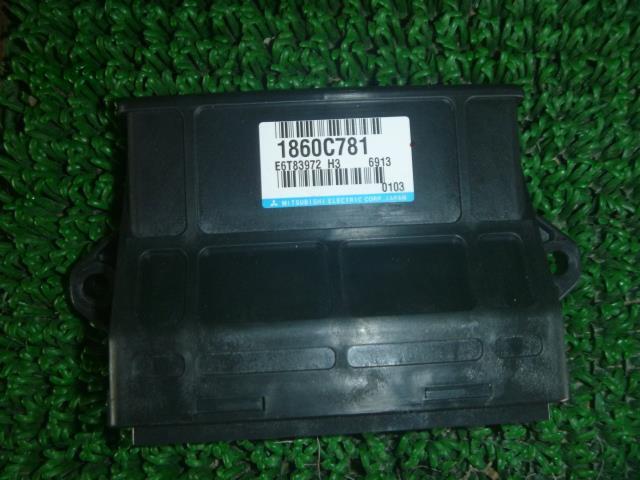 1860C781
E6T83972 H3 6913
0103
MITSUBISHI ELECTRIC CORP. JAPAN